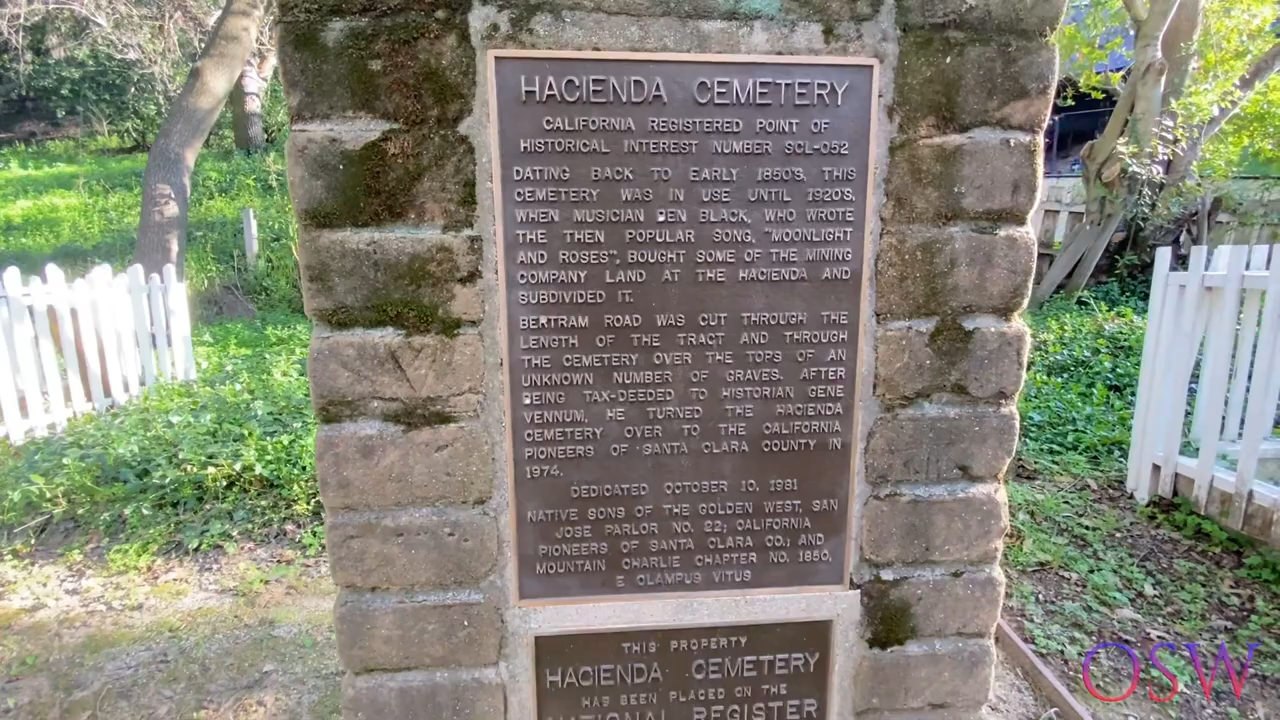 HACIENDA CEMETERY
CALIFORNIA REGISTERED POINT OF
HISTORICAL INTEREST NUMBER SCL-052
DATING BACK TO EARLY 1850'S, THIS
CEMETERY WAS IN USE UNTIL 1920'S,
WHEN MUSICIAN BEN BLACK, WHO WROTE
THE THEN POPULAR SONG, "MOONLIGHT
AND ROSES", BOUGHT SOME OF THE MINING
COMPANY LAND AT THE HACIENDA AND
SUBDIVIDED IT.
BERTRAM ROAD WAS CUT THROUGH THE
LENGTH OF THE TRACT AND THROUGH
THE CEMETERY OVER THE TOPS OF AN
UNKNOWN NUMBER OF GRAVES. AFTER
BEING TAX-DEEDED TO HISTORIAN GENE
VENNUM, HE TURNED THE HACIENDA
CEMETERY OVER TO THE CALIFORNIA
PIONEERS OF SANTA CLARA COUNTY IN
1974.
DEDICATED OCTOBER 10, 1981
NATIVE SONS OF THE GOLDEN WEST, SAN
JOSE PARLOR NO. 22; CALIFORNIA
PIONEERS OF SANTA CLARA CO.; AND
MOUNTAIN CHARLIE CHAPTER NO. 1850,
E CLAMPUS VITUS
THIS PROPERTY
HACIENDA CEMETERY
HAS BEEN PLACED ON THE
NATIONAL REGISTER
OSW